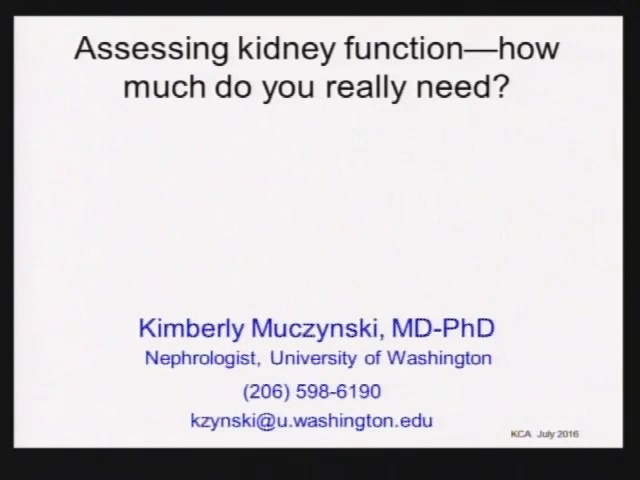 Assessing kidney function—how
much do you really need?
Kimberly Muczynski, MD-PhD
Nephrologist, University of Washington
(206) 598-6190
kzynski@u.washington.edu
KCA July 2016